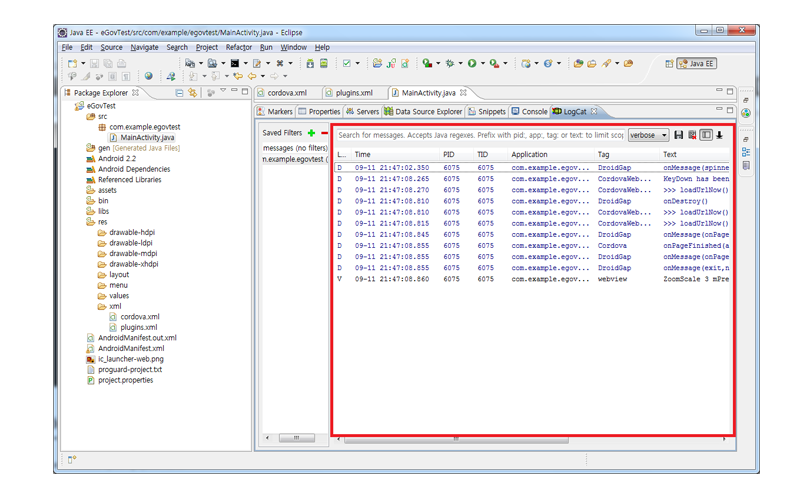 Java EE - eGovTest/src/com/example/egovtest/MainActivity.java - Eclipse
File Edit Source Navigate Search Project Refactor Run Window Help
Java EE
Package Explorer
eGovTest
src
com.example.egovtest
MainActivity.java
gen [Generated Java Files]
Android 2.2
Android Dependencies
Referenced Libraries
assets
bin
libs
res
drawable-hdpi
drawable-ldpi
drawable-mdpi
drawable-xhdpi
layout
menu
values
xml
cordova.xml
plugins.xml
AndroidManifest.out.xml
AndroidManifest.xml
ic_launcher-web.png
proguard-project.txt
project.properties
cordova.xml plugins.xml MainActivity.java
Markers Properties Servers Data Source Explorer Snippets Console LogCat
Saved Filters
messages (no filters)
n.example.egovtest (
Search for messages. Accepts Java regexes. Prefix with pid:, app:, tag: or text: to limit scop verbose
L... Time PID TID Application Tag Text
D 09-11 21:47:02.350 6075 6075 com.example.egov... DroidGap onMessage(spinne
D 09-11 21:47:08.265 6075 6075 com.example.egov... CordovaWeb... KeyDown has been
D 09-11 21:47:08.270 6075 6075 com.example.egov... CordovaWeb... >>> loadUrlNow()
D 09-11 21:47:08.810 6075 6075 com.example.egov... DroidGap onDestroy()
D 09-11 21:47:08.810 6075 6075 com.example.egov... CordovaWeb... >>> loadUrlNow()
D 09-11 21:47:08.815 6075 6075 com.example.egov... CordovaWeb... >>> loadUrlNow()
D 09-11 21:47:08.845 6075 6075 com.example.egov... DroidGap onMessage(onPage
D 09-11 21:47:08.855 6075 6075 com.example.egov... Cordova onPageFinished(a
D 09-11 21:47:08.855 6075 6075 com.example.egov... DroidGap onMessage(onPage
D 09-11 21:47:08.855 6075 6075 com.example.egov... DroidGap onMessage(exit,n
V 09-11 21:47:08.860 6075 6075 com.example.egov... webview ZoomScale 3 mPre